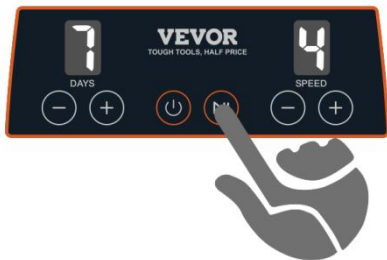 7
4
VEVOR
TOUGH TOOLS, HALF PRICE
DAYS
SPEED